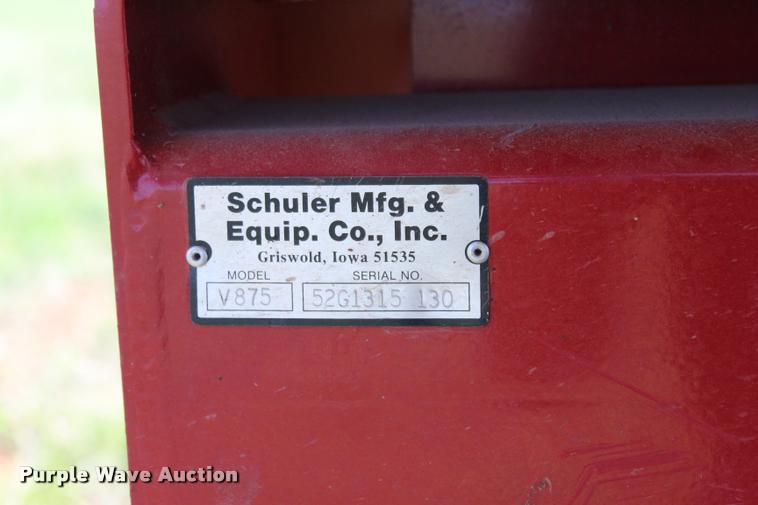 Schuler Mfg. &
Equip. Co., Inc.
Griswold, Iowa 51535
MODEL SERIAL NO.
V875 52G1315 130
Purple Wave Auction